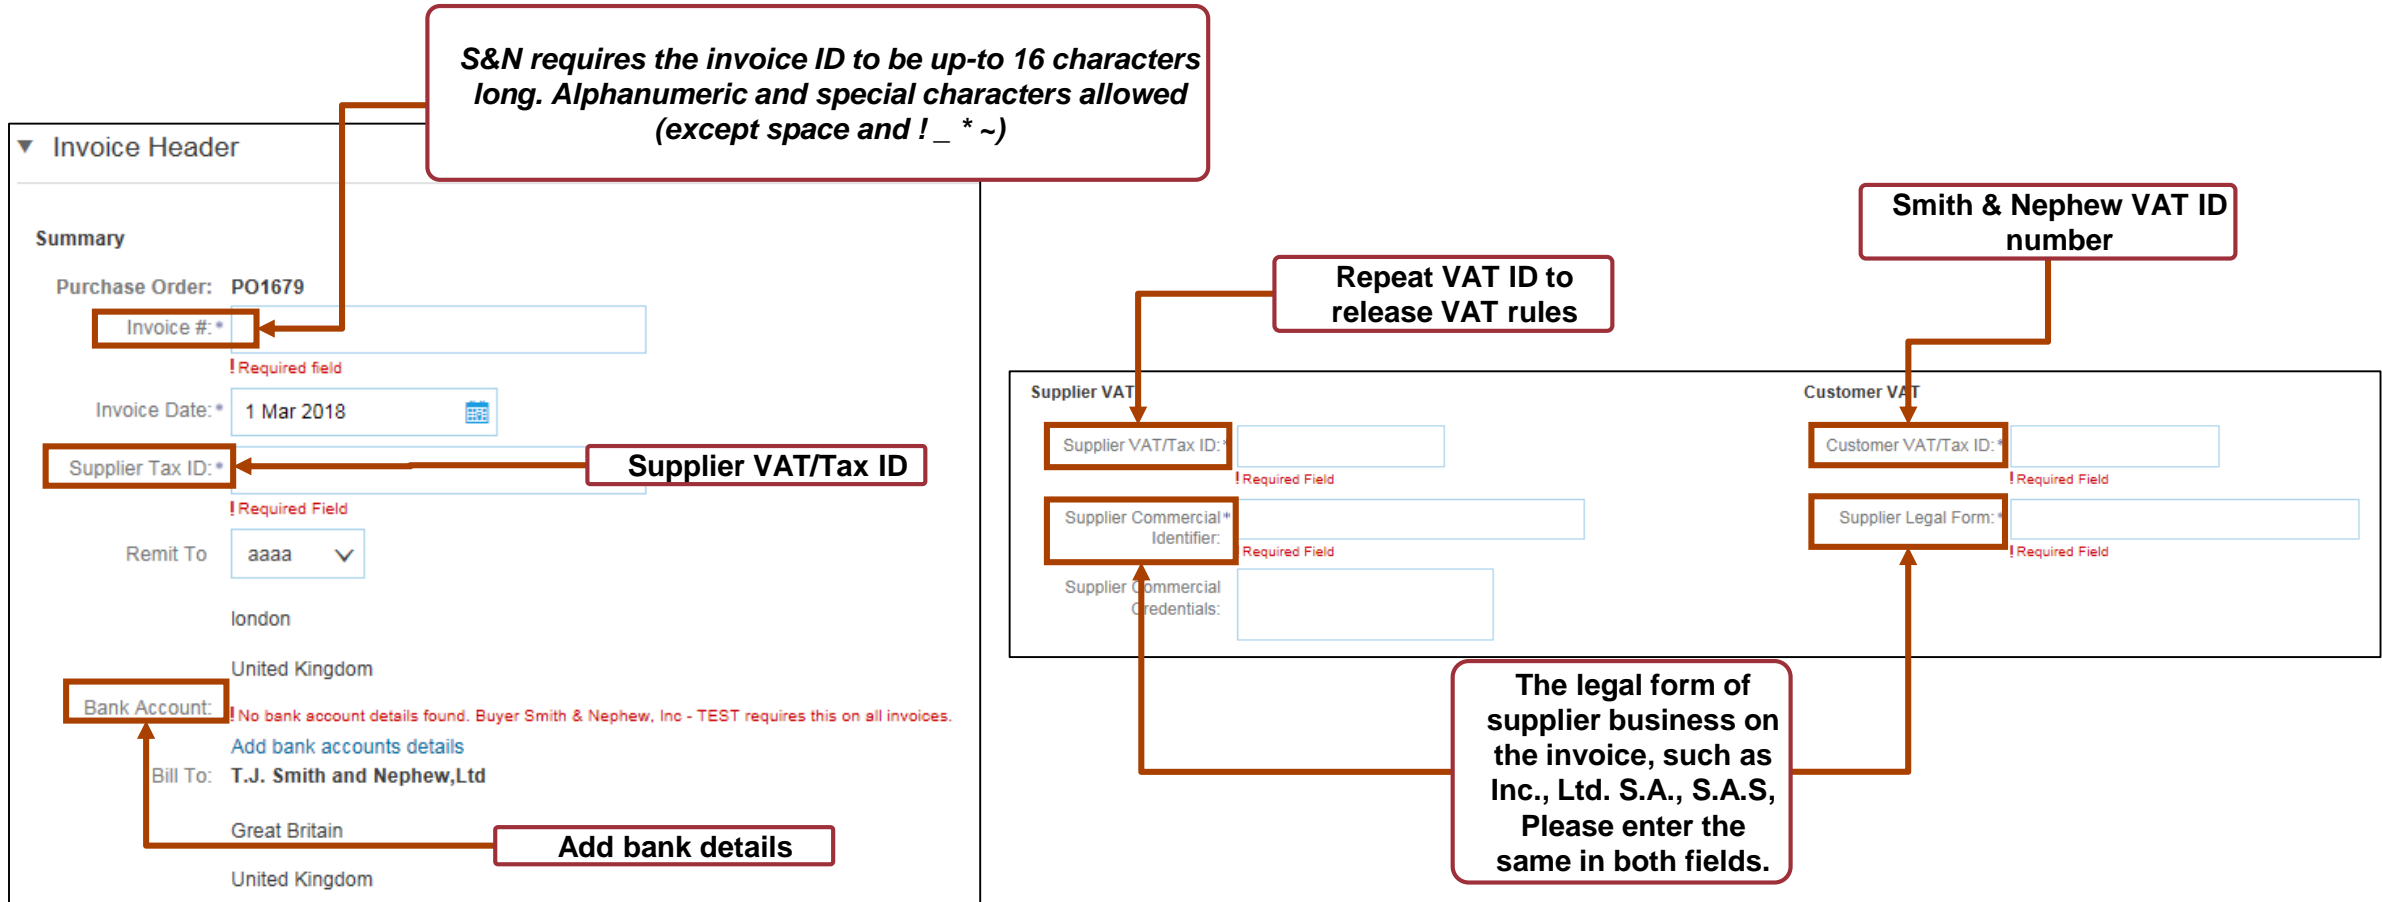 S&N requires the invoice ID to be up-to 16 characters
long. Alphanumeric and special characters allowed
(except space and ! _ * ~)
▼ Invoice Header
Summary
Purchase Order: PO1679
Invoice #:*
! Required field
Invoice Date:* 1 Mar 2018
Supplier Tax ID:*
Supplier VAT/Tax ID
! Required Field
Remit To aaaa
london
United Kingdom
Bank Account:
! No bank account details found. Buyer Smith & Nephew, Inc - TEST requires this on all invoices.
Add bank accounts details
Bill To: T.J. Smith and Nephew,Ltd
Great Britain
Add bank details
United Kingdom
Smith & Nephew VAT ID
number
Repeat VAT ID to
release VAT rules
Supplier VAT
Supplier VAT/Tax ID:*
! Required Field
Supplier Commercial*
Identifier:
! Required Field
Supplier Commercial
Credentials:
Customer VAT
Customer VAT/Tax ID:*
! Required Field
Supplier Legal Form:*
! Required Field
The legal form of
supplier business on
the invoice, such as
Inc., Ltd. S.A., S.A.S,
Please enter the
same in both fields.